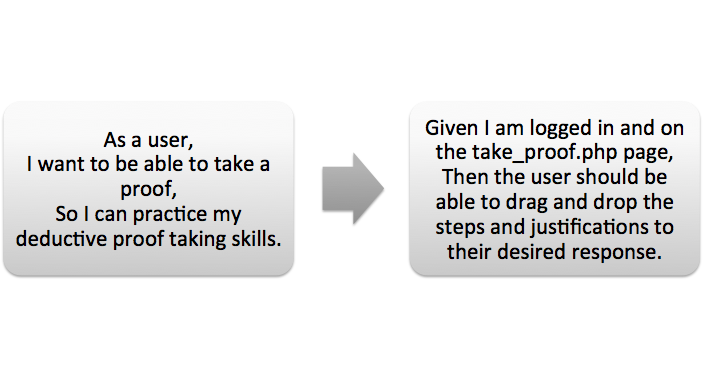 As a user,
I want to be able to take a
proof,
So I can practice my
deductive proof taking skills.
Given I am logged in and on
the take_proof.php page,
Then the user should be
able to drag and drop the
steps and justifications to
their desired response.